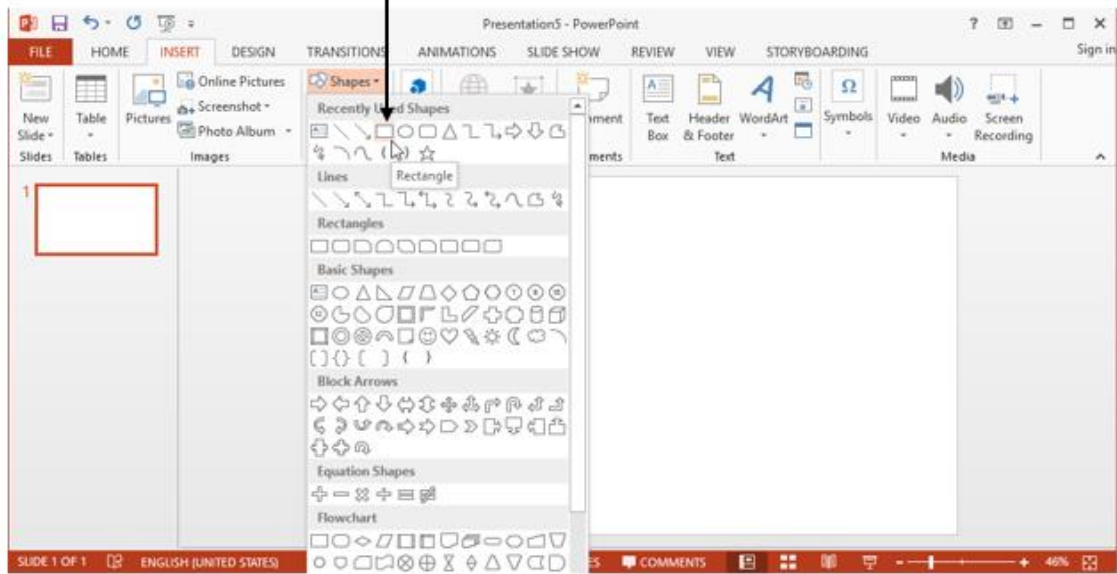 Presentation5 - PowerPoint
FILE HOME INSERT DESIGN TRANSITIONS ANIMATIONS SLIDE SHOW REVIEW VIEW STORYBOARDING Sign in
New Slide
Table
Pictures
Online Pictures
Screenshot
Photo Album
Shapes
Text Box
Header & Footer
WordArt
Symbols
Video
Audio
Screen Recording
Slides Tables Images Text Media
Recently Used Shapes
Rectangle
Lines
Rectangles
Basic Shapes
Block Arrows
Equation Shapes
Flowchart
1
SLIDE 1 OF 1 ENGLISH (UNITED STATES) COMMENTS 46%